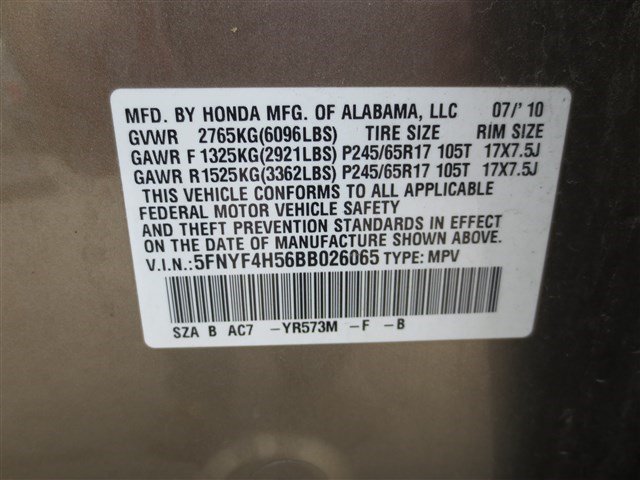 MFD. BY HONDA MFG. OF ALABAMA, LLC 07/'10
GVWR 2765KG(6096LBS) TIRE SIZE RIM SIZE
GAWR F 1325KG(2921LBS) P245/65R17 105T 17X7.5J
GAWR R 1525KG(3362LBS) P245/65R17 105T 17X7.5J
THIS VEHICLE CONFORMS TO ALL APPLICABLE
FEDERAL MOTOR VEHICLE SAFETY
AND THEFT PREVENTION STANDARDS IN EFFECT
ON THE DATE OF MANUFACTURE SHOWN ABOVE.
V.I.N.:5FNYF4H56BB026065 TYPE: MPV
SZA B AC7 -YR573M -F -B